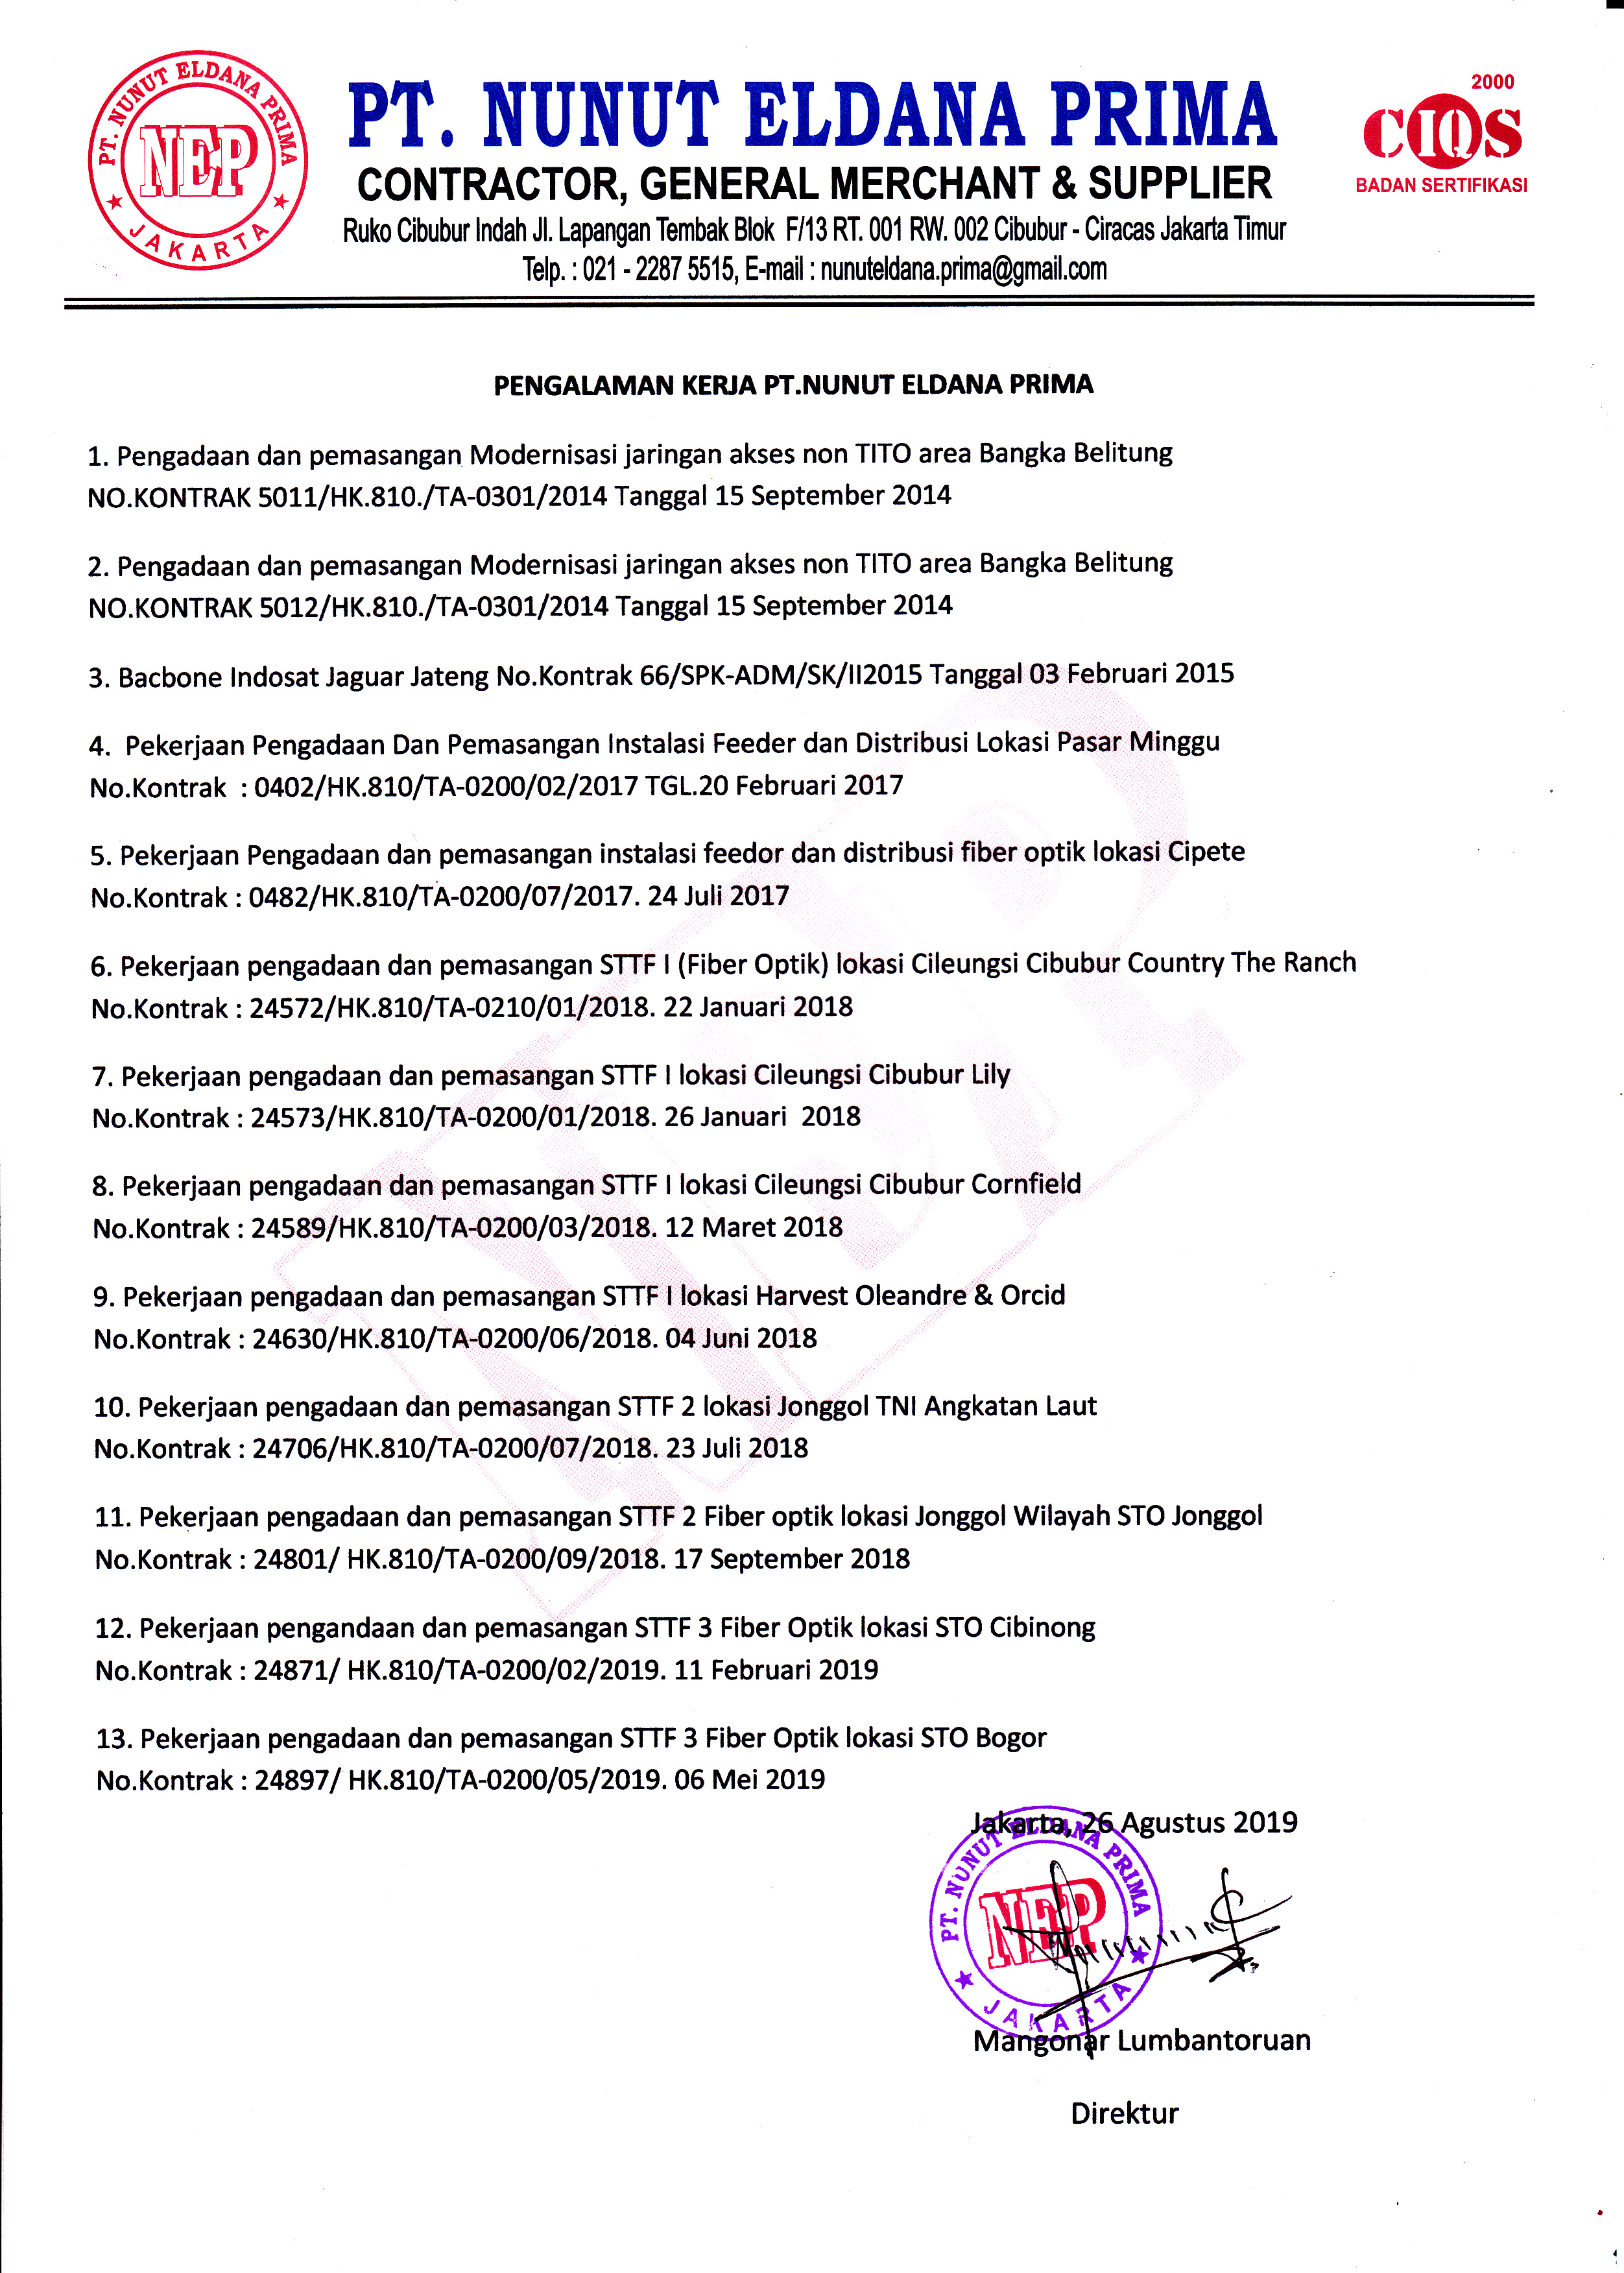 PT. NUNUT ELDANA PRIMA
NEP
JAKARTA
PT. NUNUT ELDANA PRIMA
CONTRACTOR, GENERAL MERCHANT & SUPPLIER
Ruko Cibubur Indah Jl. Lapangan Tembak Blok F/13 RT. 001 RW. 002 Cibubur - Ciracas Jakarta Timur
Telp. : 021 - 2287 5515, E-mail : nunuteldana.prima@gmail.com
2000
CIQS
BADAN SERTIFIKASI
PENGALAMAN KERJA PT.NUNUT ELDANA PRIMA
1. Pengadaan dan pemasangan Modernisasi jaringan akses non TITO area Bangka Belitung
NO.KONTRAK 5011/HK.810./TA-0301/2014 Tanggal 15 September 2014
2. Pengadaan dan pemasangan Modernisasi jaringan akses non TITO area Bangka Belitung
NO.KONTRAK 5012/HK.810./TA-0301/2014 Tanggal 15 September 2014
3. Bacbone Indosat Jaguar Jateng No.Kontrak 66/SPK-ADM/SK/II2015 Tanggal 03 Februari 2015
4. Pekerjaan Pengadaan Dan Pemasangan Instalasi Feeder dan Distribusi Lokasi Pasar Minggu
No.Kontrak : 0402/HK.810/TA-0200/02/2017 TGL.20 Februari 2017
5. Pekerjaan Pengadaan dan pemasangan instalasi feedor dan distribusi fiber optik lokasi Cipete
No.Kontrak : 0482/HK.810/TA-0200/07/2017. 24 Juli 2017
6. Pekerjaan pengadaan dan pemasangan STTF I (Fiber Optik) lokasi Cileungsi Cibubur Country The Ranch
No.Kontrak : 24572/HK.810/TA-0210/01/2018. 22 Januari 2018
7. Pekerjaan pengadaan dan pemasangan STTF I lokasi Cileungsi Cibubur Lily
No.Kontrak : 24573/HK.810/TA-0200/01/2018. 26 Januari 2018
8. Pekerjaan pengadaan dan pemasangan STTF I lokasi Cileungsi Cibubur Cornfield
No.Kontrak : 24589/HK.810/TA-0200/03/2018. 12 Maret 2018
9. Pekerjaan pengadaan dan pemasangan STTF I lokasi Harvest Oleandre & Orcid
No.Kontrak : 24630/HK.810/TA-0200/06/2018. 04 Juni 2018
10. Pekerjaan pengadaan dan pemasangan STTF 2 lokasi Jonggol TNI Angkatan Laut
No.Kontrak : 24706/HK.810/TA-0200/07/2018. 23 Juli 2018
11. Pekerjaan pengadaan dan pemasangan STTF 2 Fiber optik lokasi Jonggol Wilayah STO Jonggol
No.Kontrak : 24801/ HK.810/TA-0200/09/2018. 17 September 2018
12. Pekerjaan pengandaan dan pemasangan STTF 3 Fiber Optik lokasi STO Cibinong
No.Kontrak : 24871/ HK.810/TA-0200/02/2019. 11 Februari 2019
13. Pekerjaan pengadaan dan pemasangan STTF 3 Fiber Optik lokasi STO Bogor
No.Kontrak : 24897/ HK.810/TA-0200/05/2019. 06 Mei 2019
Jakarta, 26 Agustus 2019
PT. NUNUT ELDANA PRIMA
NEP
JAKARTA
Mangonar Lumbantoruan
Direktur